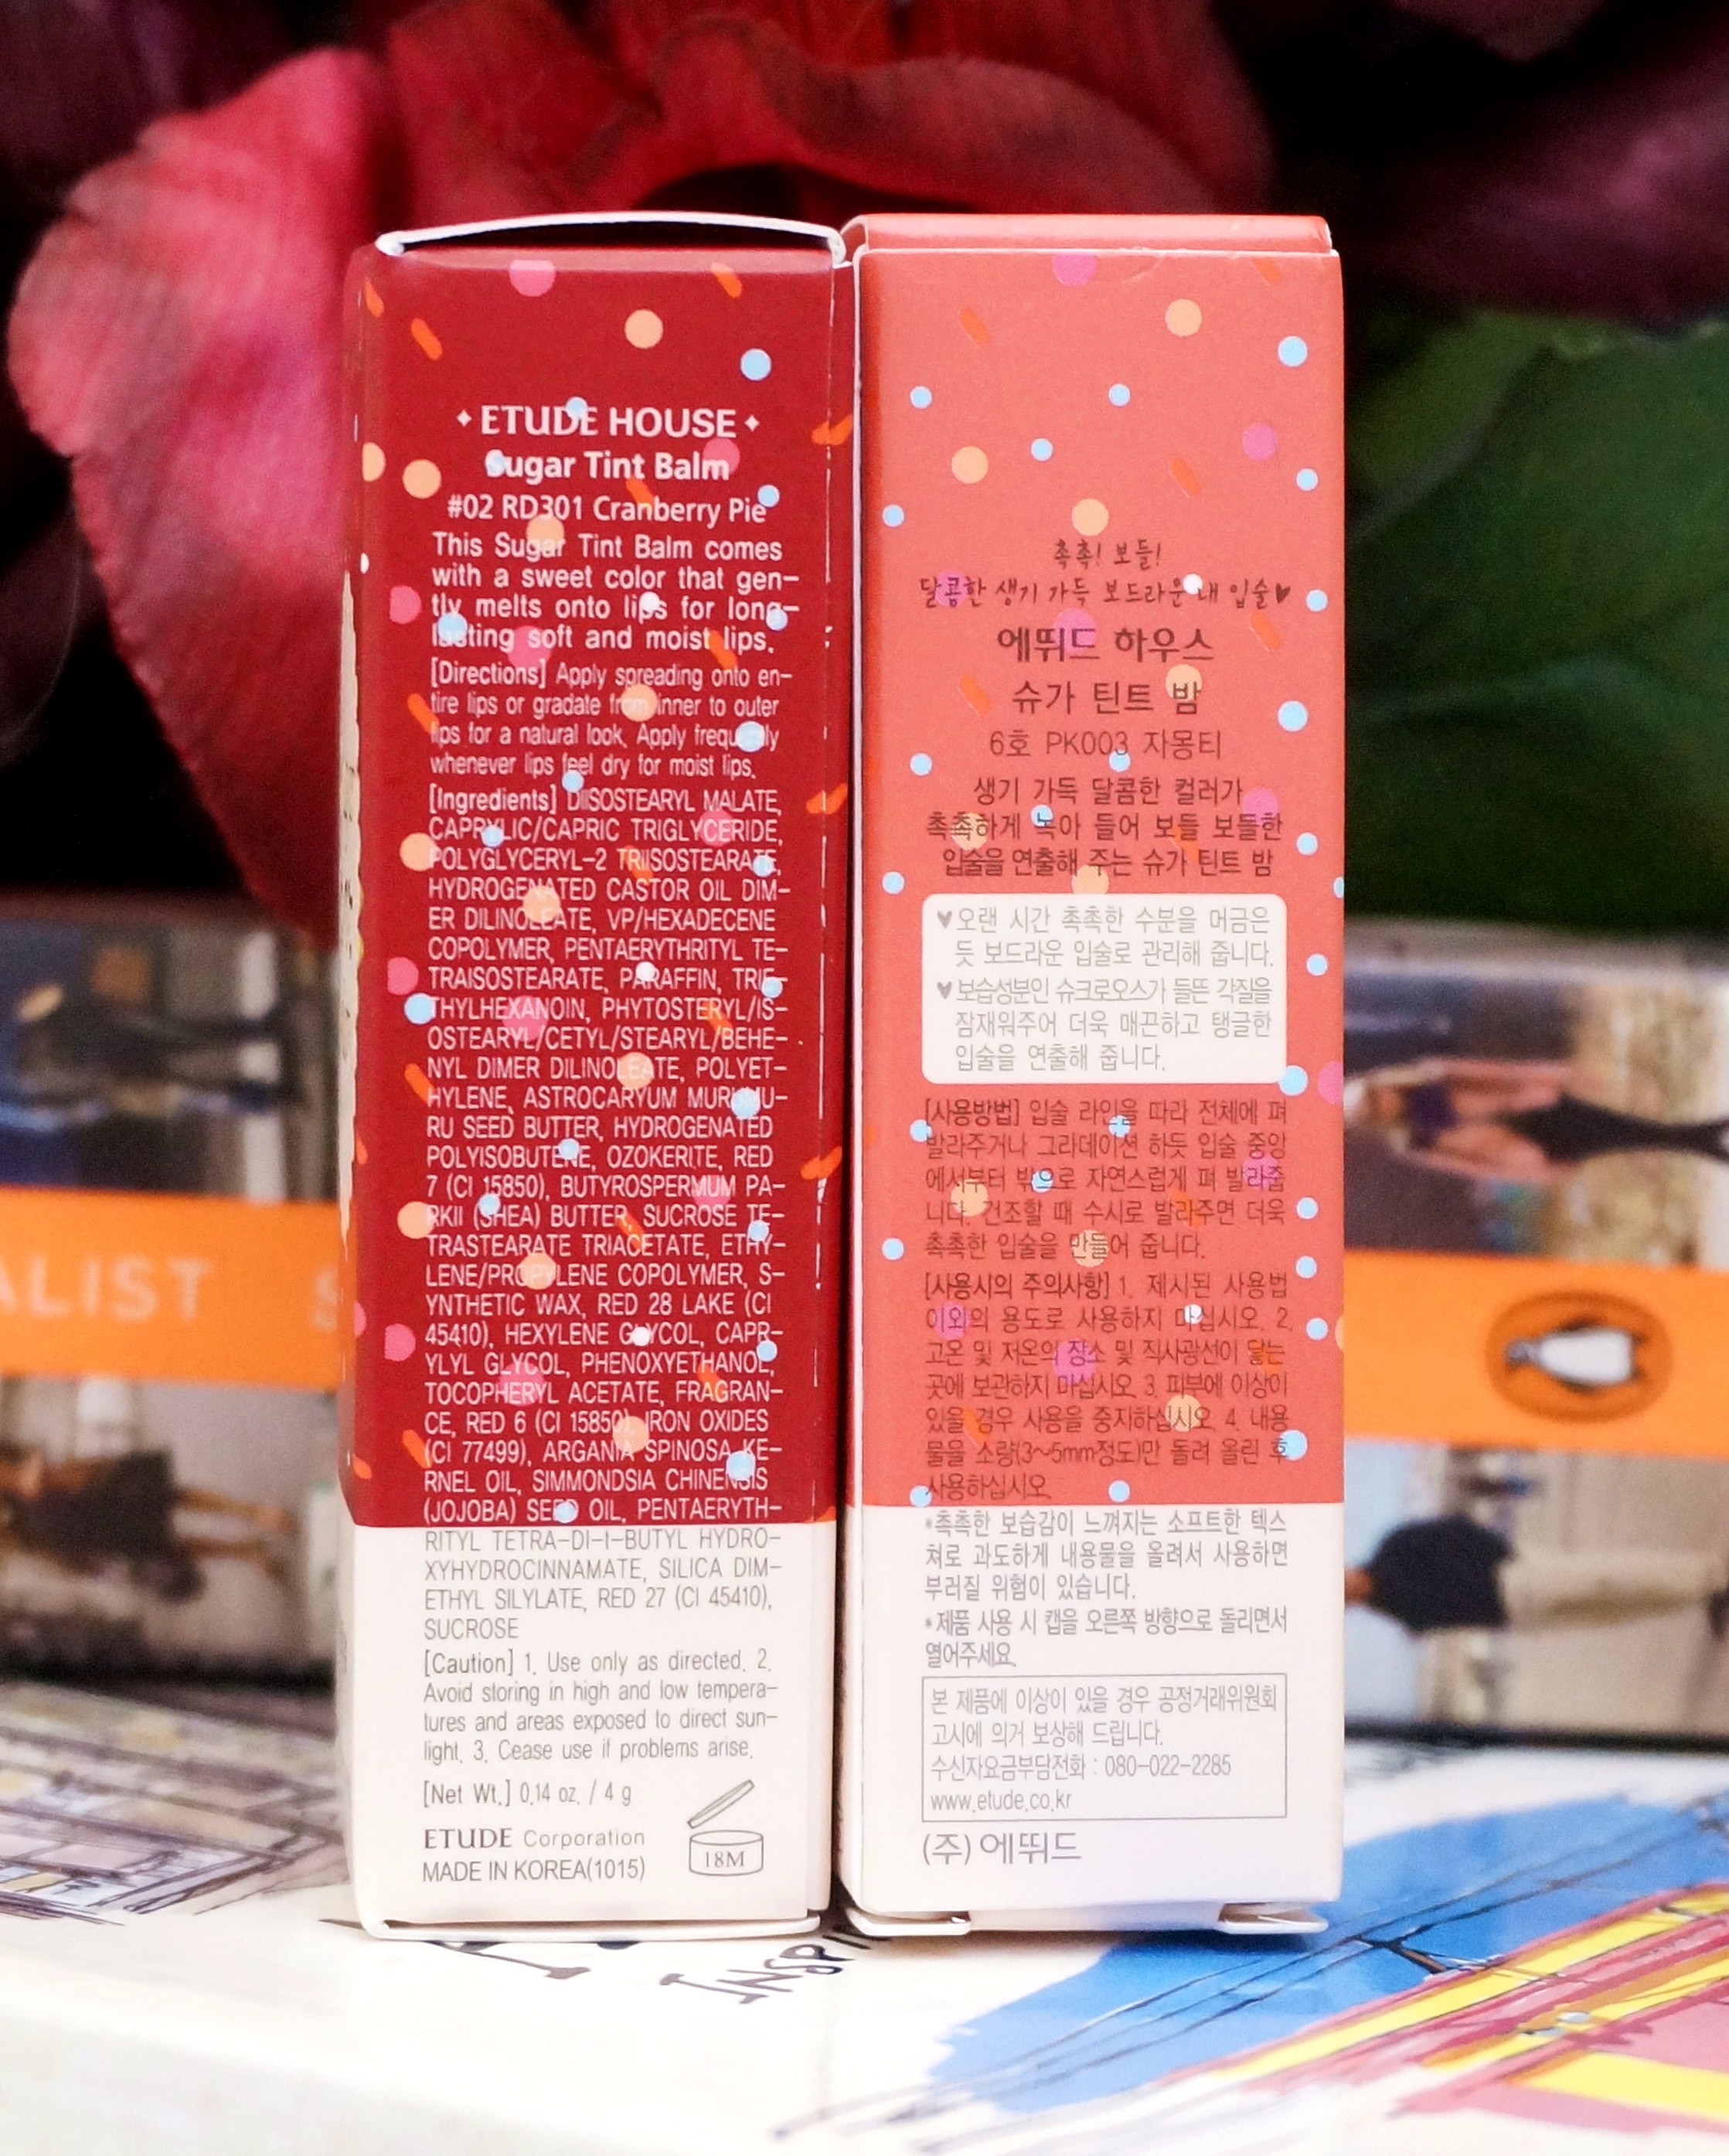 ETUDE HOUSE
Sugar Tint Balm
#02 RD301 Cranberry Pie
This Sugar Tint Balm comes
with a sweet color that gen-
tly melts onto lips for long-
lasting soft and moist lips.
[Directions] Apply spreading onto en-
tire lips or gradate from inner to outer
lips for a natural look. Apply frequently
whenever lips feel dry for moist lips.
[Ingredients] DIISOSTEARYL MALATE,
CAPRYLIC/CAPRIC TRIGLYCERIDE,
POLYGLYCERYL-2 TRIISOSTEARATE,
HYDROGENATED CASTOR OIL DIM-
ER DILINOLEATE, VP/HEXADECENE
COPOLYMER, PENTAERYTHRITYL TE-
TRAISOSTEARATE, PARAFFIN, TRIE-
THYLHEXANOIN, PHYTOSTERYL/IS-
OSTEARYL/CETYL/STEARYL/BEHE-
NYL DIMER DILINOLEATE, POLYET-
HYLENE, ASTROCARYUM MURUMU-
RU SEED BUTTER, HYDROGENATED
POLYISOBUTENE, OZOKERITE, RED
7 (CI 15850), BUTYROSPERMUM PA-
RKII (SHEA) BUTTER, SUCROSE TE-
TRASTEARATE TRIACETATE, ETHY-
LENE/PROPYLENE COPOLYMER, S-
YNTHETIC WAX, RED 28 LAKE (CI
45410), HEXYLENE GLYCOL, CAPR-
YLYL GLYCOL, PHENOXYETHANOL,
TOCOPHERYL ACETATE, FRAGRAN-
CE, RED 6 (CI 15850), IRON OXIDES
(CI 77499), ARGANIA SPINOSA KE-
RNEL OIL, SIMMONDSIA CHINENSIS
(JOJOBA) SEED OIL, PENTAERYTH-
RITYL TETRA-DI-I-BUTYL HYDRO-
XYHYDROCINNAMATE, SILICA DIM-
ETHYL SILYLATE, RED 27 (CI 45410),
SUCROSE
[Caution] 1. Use only as directed. 2.
Avoid storing in high and low tempera-
tures and areas exposed to direct sun-
light. 3. Cease use if problems arise.
[Net Wt.] 0.14 oz. / 4 g
ETUDE Corporation
MADE IN KOREA(1015)
18M
촉촉! 보들!
달콤한 생기 가득 보드라운 내 입술♥
에뛰드 하우스
슈가 틴트 밤
6호 PK003 자몽티
생기 가득 달콤한 컬러가
촉촉하게 녹아 들어 보들 보들한
입술을 연출해 주는 슈가 틴트 밤
♥오랜 시간 촉촉한 수분을 머금은
듯 보드라운 입술로 관리해 줍니다.
♥보습성분인 슈크로오스가 들뜬 각질을
잠재워주어 더욱 매끈하고 탱글한
입술을 연출해 줍니다.
[사용방법] 입술 라인을 따라 전체에 펴
발라주거나 그라데이션 하듯 입술 중앙
에서부터 밖으로 자연스럽게 펴 발라줍
니다. 건조할 때 수시로 발라주면 더욱
촉촉한 입술을 만들어 줍니다.
[사용시의 주의사항] 1. 제시된 사용법
이외의 용도로 사용하지 마십시오. 2.
고온 및 저온의 장소 및 직사광선이 닿는
곳에 보관하지 마십시오. 3. 피부에 이상이
있을 경우 사용을 중지하십시오. 4. 내용
물을 소량(3~5mm정도)만 돌려 올린 후
사용하십시오.
*촉촉한 보습감이 느껴지는 소프트한 텍스
쳐로 과도하게 내용물을 올려서 사용하면
부러질 위험이 있습니다.
*제품 사용 시 캡을 오른쪽 방향으로 돌리면서
열어주세요.
본 제품에 이상이 있을 경우 공정거래위원회
고시에 의거 보상해 드립니다.
수신자요금부담전화 : 080-022-2285
www.etude.co.kr
(주) 에뛰드
ALIST S